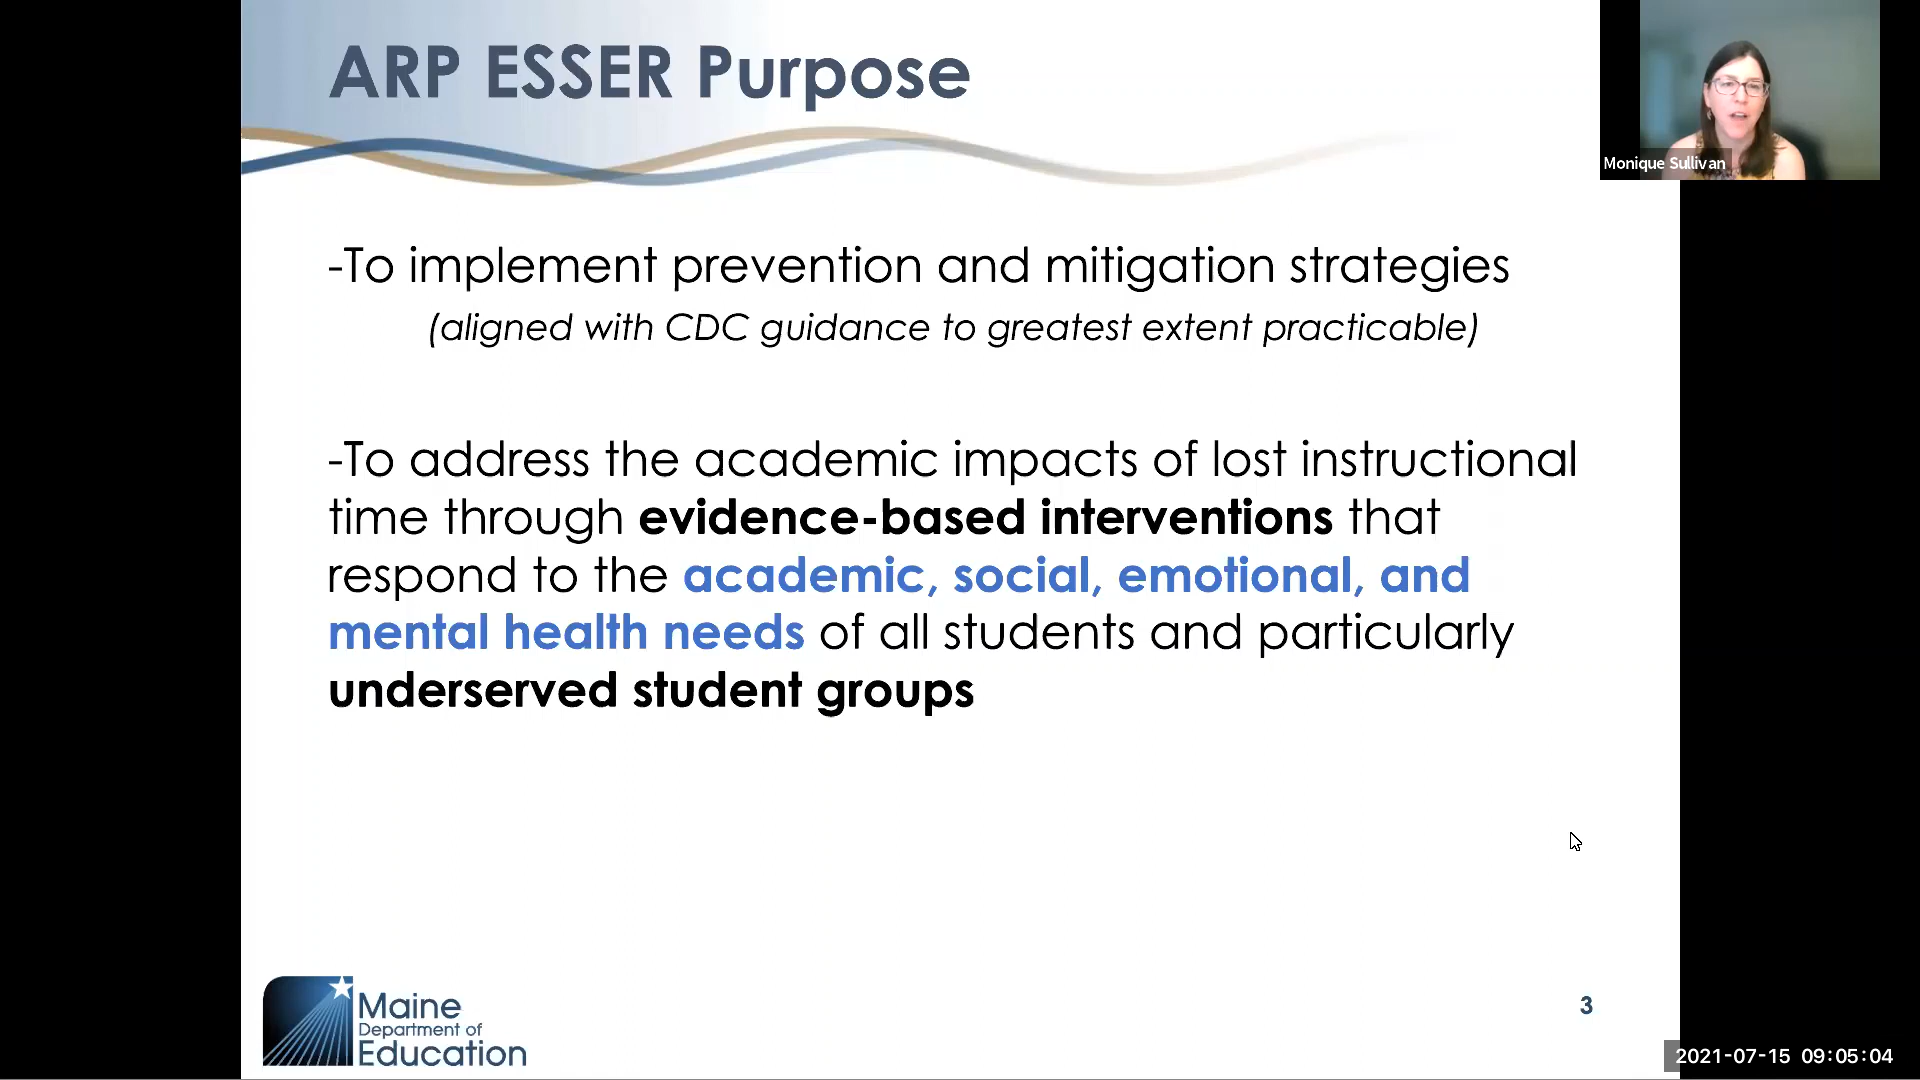 ARP ESSER Purpose
Monique Sullivan
-To implement prevention and mitigation strategies
(aligned with CDC guidance to greatest extent practicable)
-To address the academic impacts of lost instructional
time through evidence-based interventions that
respond to the academic, social, emotional, and
mental health needs of all students and particularly
underserved student groups
Maine
Department of
Education
3
2021-07-15 09:05:04